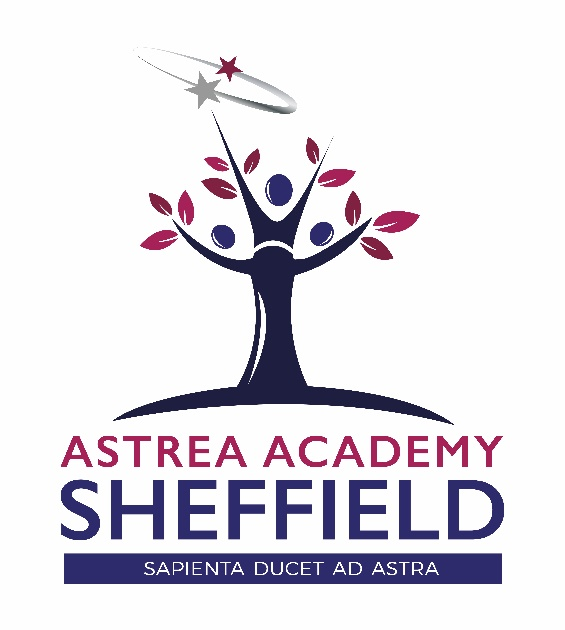 ASTREA ACADEMY
SHEFFIELD
SAPIENTA DUCET AD ASTRA